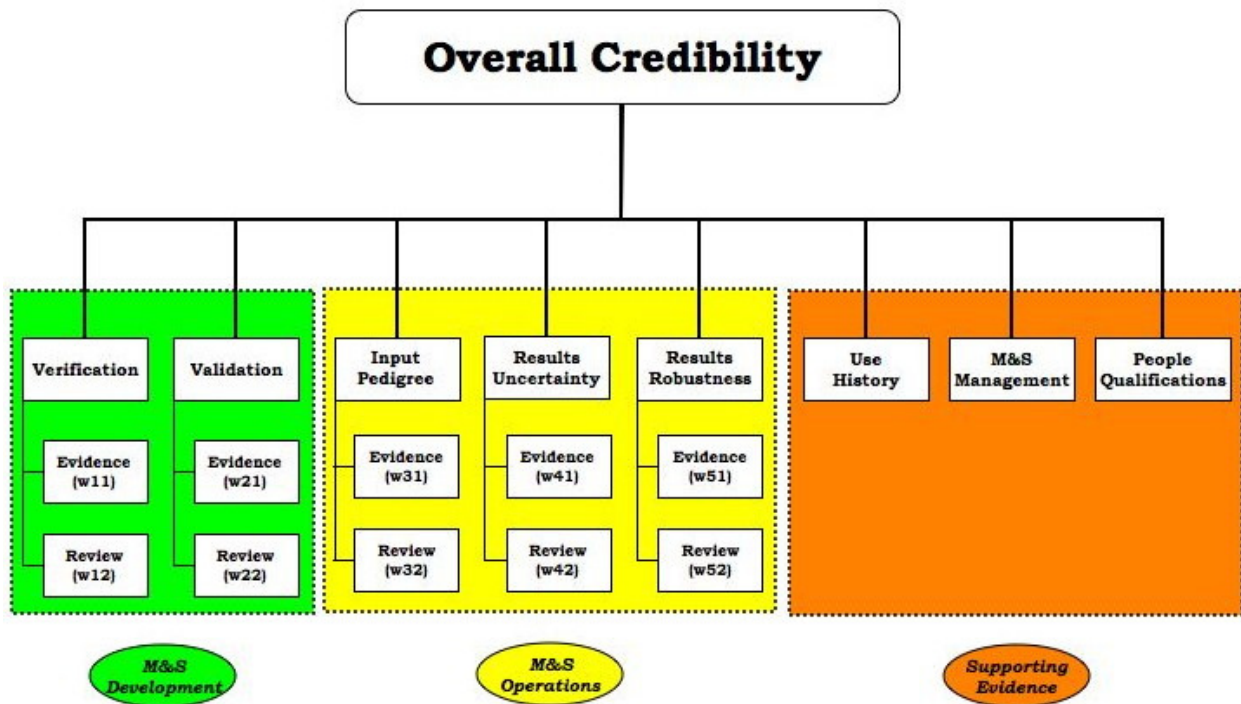 Overall Credibility
Verification
Validation
Input
Pedigree
Results
Uncertainty
Results
Robustness
Use
History
M&S
Management
People
Qualifications
Evidence
(w11)
Evidence
(w21)
Evidence
(w31)
Evidence
(w41)
Evidence
(w51)
Review
(w12)
Review
(w22)
Review
(w32)
Review
(w42)
Review
(w52)
M&S
Development
M&S
Operations
Supporting
Evidence